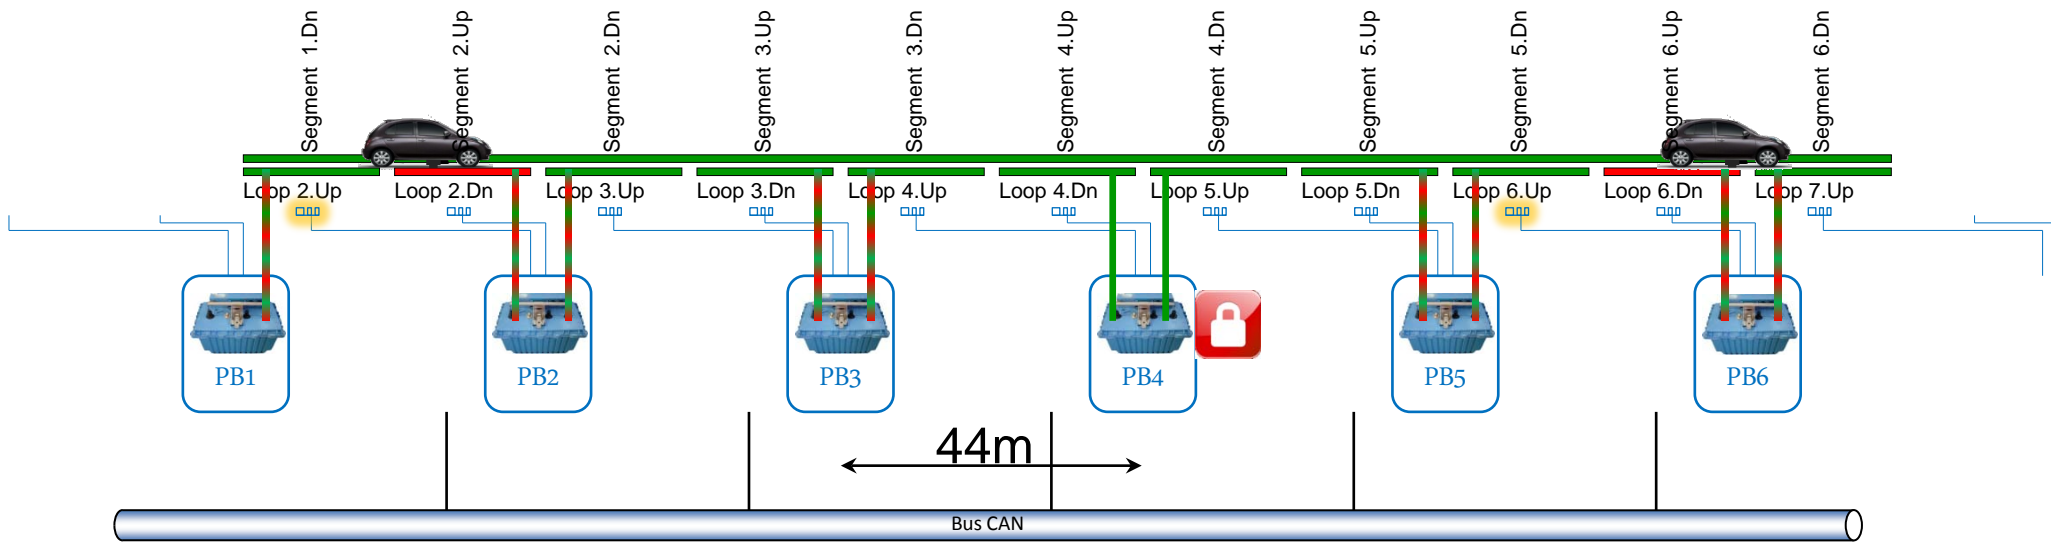 Segment 1.Dn
Segment 2.Up
Segment 2.Dn
Segment 3.Up
Segment 3.Dn
Segment 4.Up
Segment 4.Dn
Segment 5.Up
Segment 5.Dn
Segment 6.Up
Segment 6.Dn
Loop 2.Up
Loop 2.Dn
Loop 3.Up
Loop 3.Dn
Loop 4.Up
Loop 4.Dn
Loop 5.Up
Loop 5.Dn
Loop 6.Up
Loop 6.Dn
Loop 7.Up
PB1
PB2
PB3
PB4
PB5
PB6
44m
Bus CAN